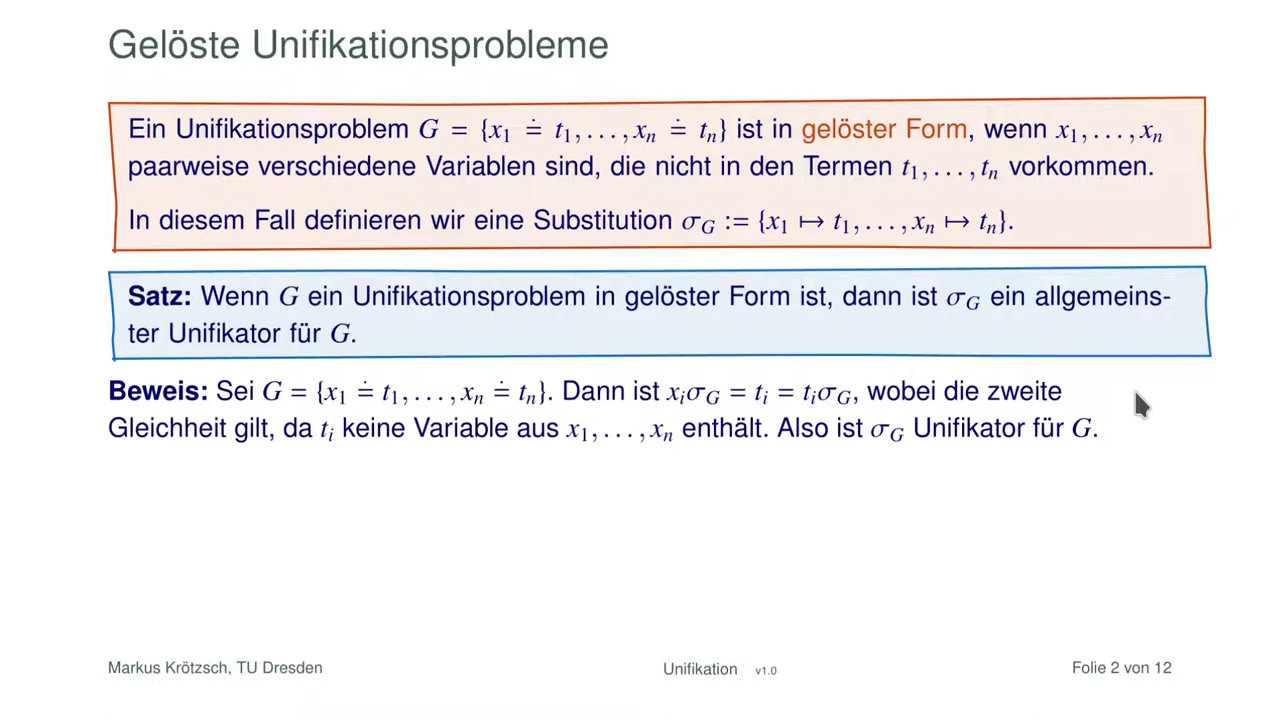 Gelöste Unifikationsprobleme
Ein Unifikationsproblem G = {x₁ ≐ t₁, . . . , xₙ ≐ tₙ} ist in gelöster Form, wenn x₁, . . . , xₙ
paarweise verschiedene Variablen sind, die nicht in den Termen t₁, . . . , tₙ vorkommen.
In diesem Fall definieren wir eine Substitution σ_G := {x₁ ↦ t₁, . . . , xₙ ↦ tₙ}.
Satz: Wenn G ein Unifikationsproblem in gelöster Form ist, dann ist σ_G ein allgemeins-
ter Unifikator für G.
Beweis: Sei G = {x₁ ≐ t₁, . . . , xₙ ≐ tₙ}. Dann ist xᵢσ_G = tᵢ = tᵢσ_G, wobei die zweite
Gleichheit gilt, da tᵢ keine Variable aus x₁, . . . , xₙ enthält. Also ist σ_G Unifikator für G.
Markus Krötzsch, TU Dresden Unifikation v1.0 Folie 2 von 12